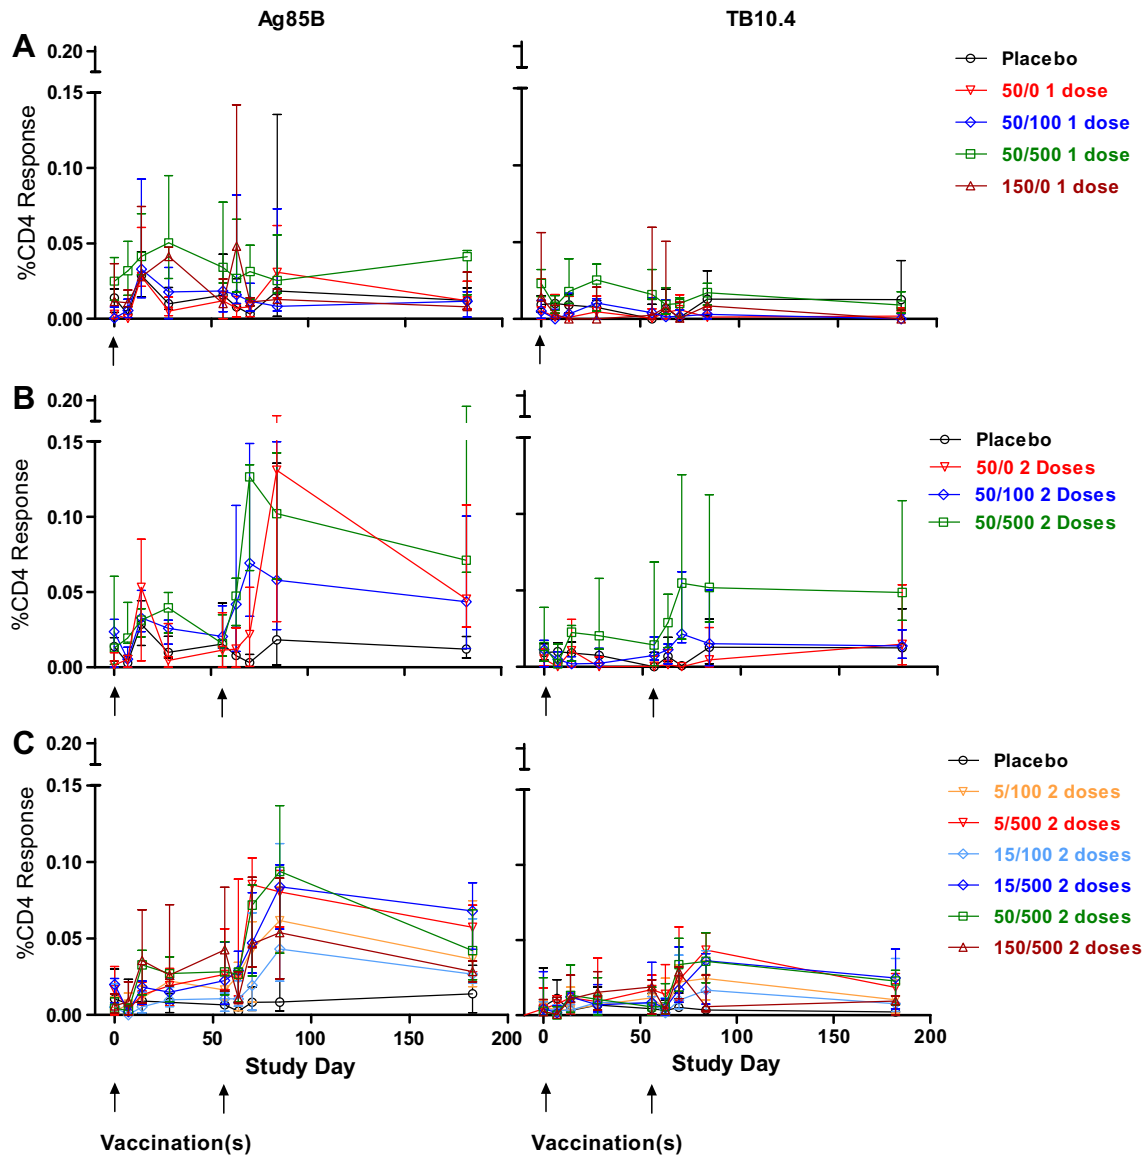 Ag85B TB10.4
A
0.20
0.15
0.10
0.05
0.00
%CD4 Response
Placebo
50/0 1 dose
50/100 1 dose
50/500 1 dose
150/0 1 dose
B
0.20
0.15
0.10
0.05
0.00
%CD4 Response
Placebo
50/0 2 Doses
50/100 2 Doses
50/500 2 Doses
C
0.20
0.15
0.10
0.05
0.00
%CD4 Response
Placebo
5/100 2 doses
5/500 2 doses
15/100 2 doses
15/500 2 doses
50/500 2 doses
150/500 2 doses
0 50 100 150 200 0 50 100 150 200
Study Day Study Day
Vaccination(s) Vaccination(s)